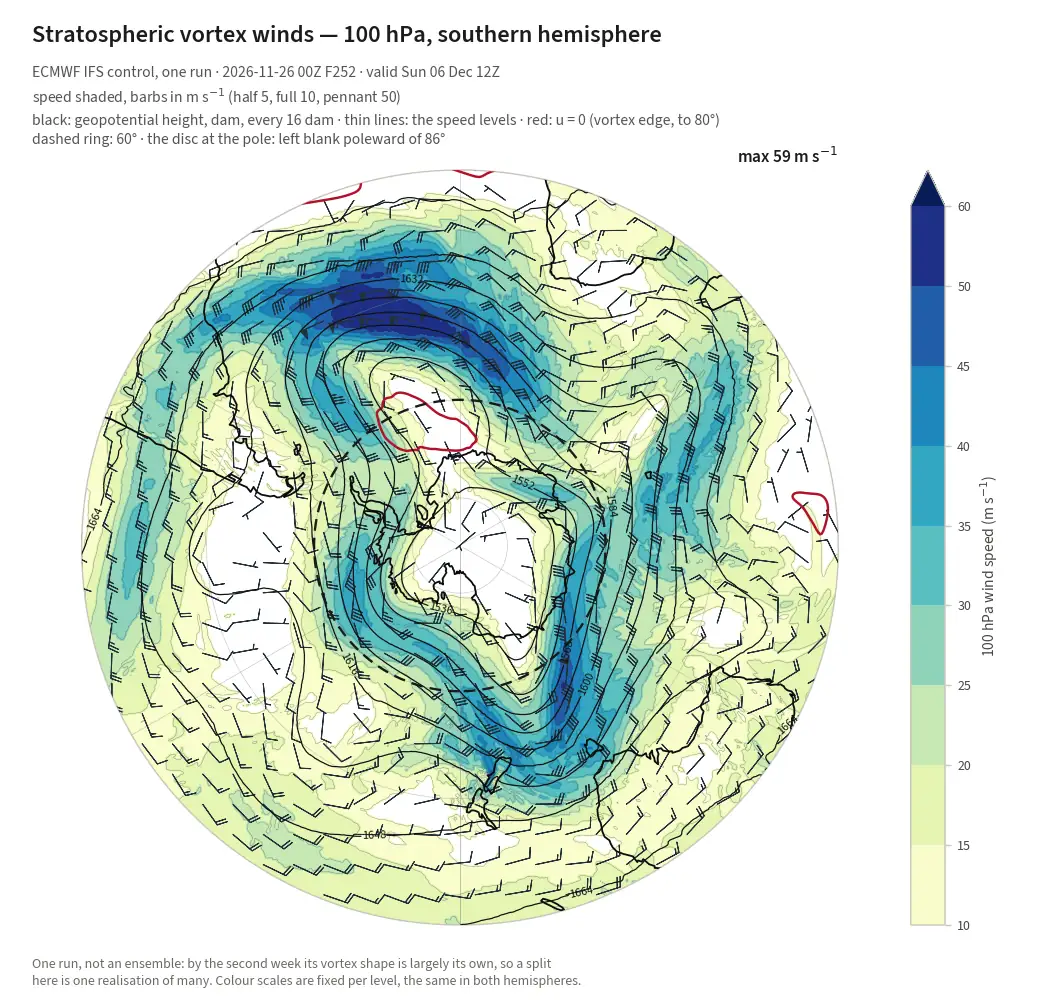 Stratospheric vortex winds — 100 hPa, southern hemisphere
ECMWF IFS control, one run · 2026-11-26 00Z F252 · valid Sun 06 Dec 12Z
speed shaded, barbs in m s⁻¹ (half 5, full 10, pennant 50)
black: geopotential height, dam, every 16 dam · thin lines: the speed levels · red: u = 0 (vortex edge, to 80°)
dashed ring: 60° · the disc at the pole: left blank poleward of 86°
max 59 m s⁻¹
60
50
45
40
35
30
25
20
15
10
100 hPa wind speed (m s⁻¹)
1632
1552
1584
1664
1536
1568
1616
1600
1664
1648
1664
One run, not an ensemble: by the second week its vortex shape is largely its own, so a split
here is one realisation of many. Colour scales are fixed per level, the same in both hemispheres.